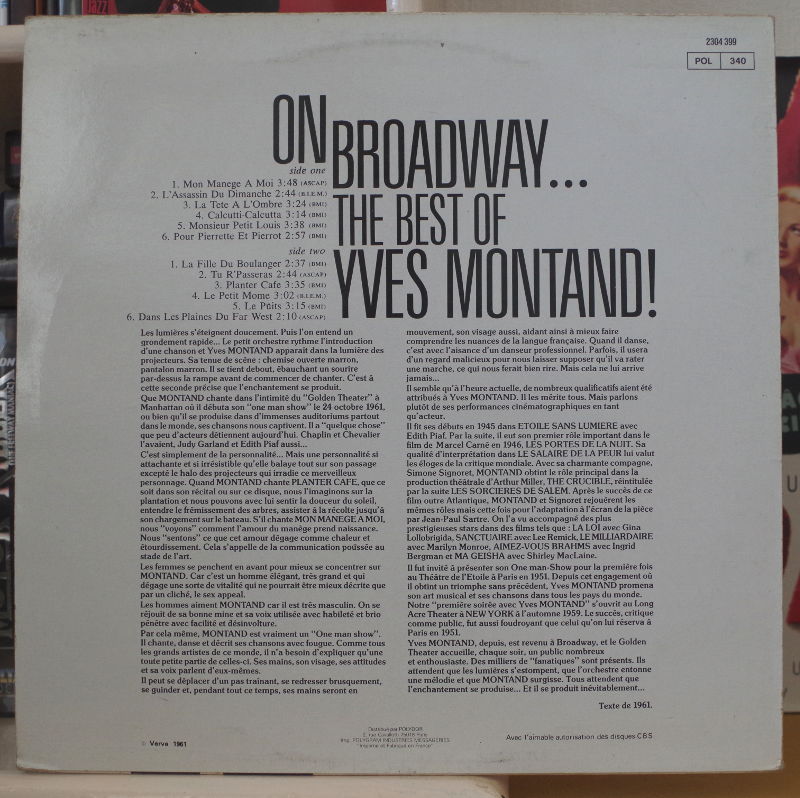 2304 399
POL 340
ON
BROADWAY...
THE BEST OF
YVES MONTAND!
side one
1. Mon Manege A Moi 3:48 (ASCAP)
2. L'Assassin Du Dimanche 2:44 (B.I.E.M.)
3. La Tete A L'Ombre 3:24 (BMI)
4. Calcutti-Calcutta 3:14 (BMI)
5. Monsieur Petit Louis 3:38 (BMI)
6. Pour Pierrette Et Pierrot 2:57 (BMI)
side two
1. La Fille Du Boulanger 2:37 (BMI)
2. Tu R'Passeras 2:44 (ASCAP)
3. Planter Cafe 3:35 (BMI)
4. Le Petit Mome 3:02 (B.I.E.M.)
5. Le Puits 3:15 (BMI)
6. Dans Les Plaines Du Far West 2:10 (ASCAP)
Les lumières s'éteignent doucement. Puis l'on entend un
grondement rapide... Le petit orchestre rythme l'introduction
d'une chanson et Yves MONTAND apparait dans la lumière des
projecteurs. Sa tenue de scène : chemise ouverte marron,
pantalon marron. Il se tient debout, ébauchant un sourire
par-dessus la rampe avant de commencer de chanter. C'est à
cette seconde précise que l'enchantement se produit.
Que MONTAND chante dans l'intimité du "Golden Theater" à
Manhattan où il débuta son "one man show" le 24 octobre 1961,
ou bien qu'il se produise dans d'immenses auditoriums partout
dans le monde, ses chansons nous captivent. Il a "quelque chose"
que peu d'acteurs détiennent aujourd'hui. Chaplin et Chevalier
l'avaient, Judy Garland et Edith Piaf aussi...
C'est simplement de la personnalité... Mais une personnalité si
attachante et si irrésistible qu'elle balaye tout sur son passage
excepté le halo des projecteurs qui irradie ce merveilleux
personnage. Quand MONTAND chante PLANTER CAFE, que ce
soit dans son récital ou sur ce disque, nous l'imaginons sur la
plantation et nous pouvons avec lui sentir la douceur du soleil,
entendre le frémissement des arbres, assister à la récolte jusqu'à
son chargement sur le bateau. S'il chante MON MANEGE A MOI,
nous "voyons" comment l'amour du manège prend naissance.
Nous "sentons" ce que cet amour dégage comme chaleur et
étourdissement. Cela s'appelle de la communication poussée au
stade de l'art.
Les femmes se penchent en avant pour mieux se concentrer sur
MONTAND. Car c'est un homme élégant, très grand et qui
dégage une sorte de vitalité qui ne pourrait être mieux décrite que
par un cliché, le sex appeal.
Les hommes aiment MONTAND car il est très masculin. On se
réjouit de sa bonne mine et sa voix utilisée avec habileté et brio
pénètre avec facilité et désinvolture.
Par cela même, MONTAND est vraiment un "One man show".
Il chante, danse et décrit ses chansons avec fougue. Comme tous
les grands artistes de ce monde, il n'a besoin d'expliquer qu'une
toute petite partie de celles-ci. Ses mains, son visage, ses attitudes
et sa voix parlent d'eux-mêmes.
Il peut se déplacer d'un pas trainant, se redresser brusquement,
se guinder et, pendant tout ce temps, ses mains seront en
mouvement, son visage aussi, aidant ainsi à mieux faire
comprendre les nuances de la langue française. Quand il danse,
c'est avec l'aisance d'un danseur professionnel. Parfois, il usera
d'un regard malicieux pour nous laisser supposer qu'il va rater
une marche, ce qui nous ferait bien rire. Mais cela ne lui arrive
jamais...
Il semble qu'à l'heure actuelle, de nombreux qualificatifs aient été
attribués à Yves MONTAND. Il les mérite tous. Mais parlons
plutôt de ses performances cinématographiques en tant
qu'acteur.
Il fit ses débuts en 1945 dans ETOILE SANS LUMIERE avec
Edith Piaf. Par la suite, il eut son premier rôle important dans le
film de Marcel Carné en 1946, LES PORTES DE LA NUIT. Sa
qualité d'interprétation dans LE SALAIRE DE LA PEUR lui valut
les éloges de la critique mondiale. Avec sa charmante compagne,
Simone Signoret, MONTAND obtint le rôle principal dans la
production théâtrale d'Arthur Miller, THE CRUCIBLE, réintitulée
par la suite LES SORCIERES DE SALEM. Après le succès de ce
film outre Atlantique, MONTAND et Signoret rejouèrent les
mêmes rôles mais cette fois pour l'adaptation à l'écran de la pièce
par Jean-Paul Sartre. On l'a vu accompagné des plus
prestigieuses stars dans des films tels que : LA LOI avec Gina
Lollobrigida, SANCTUAIRE avec Lee Remick, LE MILLIARDAIRE
avec Marilyn Monroe, AIMEZ-VOUS BRAHMS avec Ingrid
Bergman et MA GEISHA avec Shirley MacLaine.
Il fut invité à présenter son One man-Show pour la première fois
au Théâtre de l'Etoile à Paris en 1951. Depuis cet engagement où
il obtint un triomphe sans précédent, Yves MONTAND promena
son art musical et ses chansons dans tous les pays du monde.
Notre "première soirée avec Yves MONTAND" s'ouvrit au Long
Acre Theater à NEW YORK à l'automne 1959. Le succès, critique
comme public, fut aussi foudroyant que celui qu'on lui réserva à
Paris en 1951.
Yves MONTAND, depuis, est revenu à Broadway, et le Golden
Theater accueille, chaque soir, un public nombreux
et enthousiaste. Des milliers de "fanatiques" sont présents. Ils
attendent que les lumières s'estompent, que l'orchestre entonne
une mélodie et que MONTAND surgisse. Tous attendent que
l'enchantement se produise... Et il se produit inévitablement...
Texte de 1961.
Verve 1961
Distribué par POLYDOR
Imp. POLYGRAM INDUSTRIES MESSAGERIES
"Imprimé et Fabriqué en France"
Avec l'aimable autorisation des disques CBS
Jazz